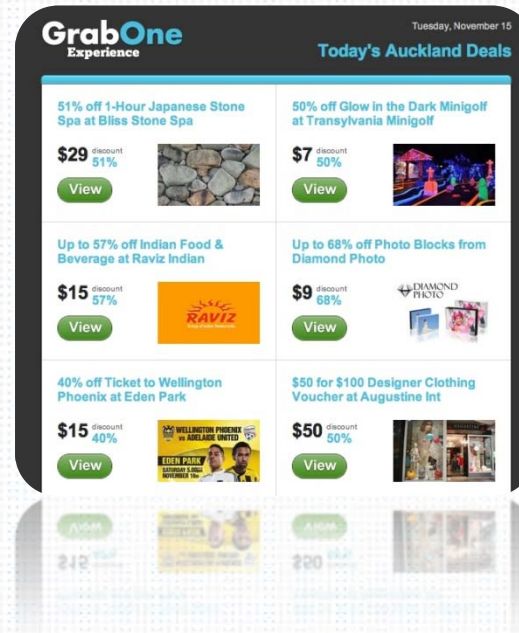 GrabOne
Experience
Tuesday, November 15
Today's Auckland Deals
51% off 1-Hour Japanese Stone
Spa at Bliss Stone Spa
$29 discount
51%
View
50% off Glow in the Dark Minigolf
at Transylvania Minigolf
$7 discount
50%
View
Up to 57% off Indian Food &
Beverage at Raviz Indian
$15 discount
57%
View
RAVIZ
Up to 68% off Photo Blocks from
Diamond Photo
$9 discount
68%
View
DIAMOND
PHOTO
40% off Ticket to Wellington
Phoenix at Eden Park
$15 discount
40%
View
WELLINGTON PHOENIX
vs ADELAIDE UNITED
EDEN PARK
$50 for $100 Designer Clothing
Voucher at Augustine Int
$50 discount
50%
View